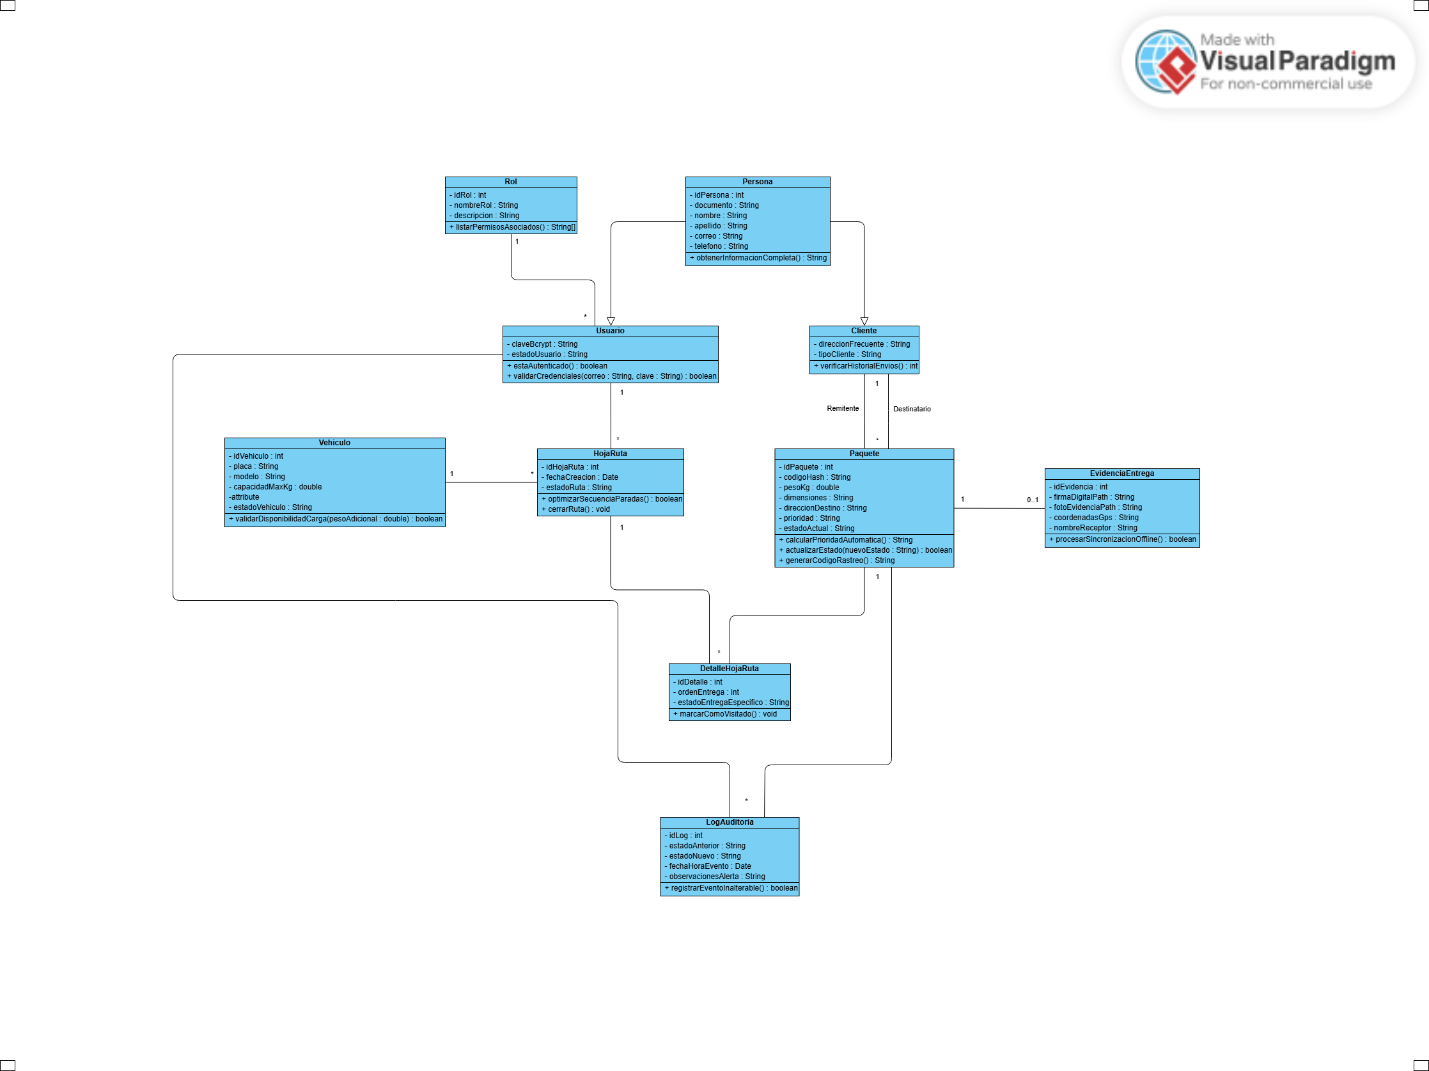 Made with
Visual Paradigm
For non-commercial use
Rol
- idRol : int
- nombreRol : String
- descripcion : String
+ listarPermisosAsociados() : String[]
1
Persona
- idPersona : int
- documento : String
- nombre : String
- apellido : String
- correo : String
- telefono : String
+ obtenerInformacionCompleta() : String
*
Usuario
- claveBcrypt : String
- estadoUsuario : String
+ estaAutenticado() : boolean
+ validarCredenciales(correo : String, clave : String) : boolean
1
*
Cliente
- direccionFrecuente : String
- tipoCliente : String
+ verificarHistorialEnvios() : int
1
Remitente
Destinatario
*
Vehiculo
- idVehiculo : int
- placa : String
- modelo : String
- capacidadMaxKg : double
-attribute
- estadoVehiculo : String
+ validarDisponibilidadCarga(pesoAdicional : double) : boolean
1
*
HojaRuta
- idHojaRuta : int
- fechaCreacion : Date
- estadoRuta : String
+ optimizarSecuenciaParadas() : boolean
+ cerrarRuta() : void
1
Paquete
- idPaquete : int
- codigoHash : String
- pesoKg : double
- dimensiones : String
- direccionDestino : String
- prioridad : String
- estadoActual : String
+ calcularPrioridadAutomatica() : String
+ actualizarEstado(nuevoEstado : String) : boolean
+ generarCodigoRastreo() : String
1
1
0..1
EvidenciaEntrega
- idEvidencia : int
- firmaDigitalPath : String
- fotoEvidenciaPath : String
- coordenadasGps : String
- nombreReceptor : String
+ procesarSincronizacionOffline() : boolean
*
DetalleHojaRuta
- idDetalle : int
- ordenEntrega : int
- estadoEntregaEspecifico : String
+ marcarComoVisitado() : void
*
LogAuditoria
- idLog : int
- estadoAnterior : String
- estadoNuevo : String
- fechaHoraEvento : Date
- observacionesAlerta : String
+ registrarEventoInalterable() : boolean